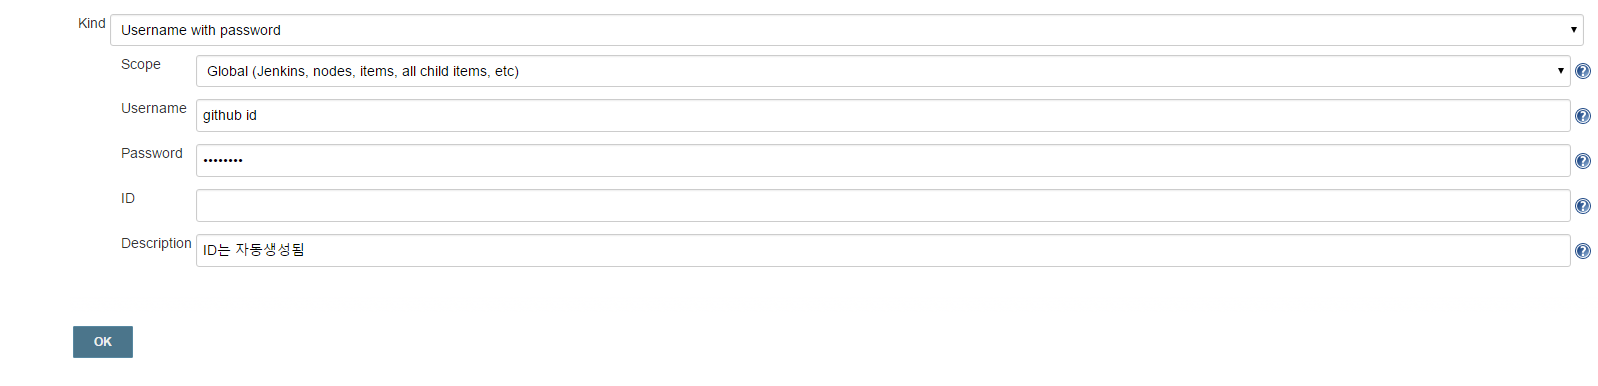 Kind Username with password
Scope Global (Jenkins, nodes, items, all child items, etc)
Username github id
Password ••••••••
ID
Description ID는 자동생성됨
OK